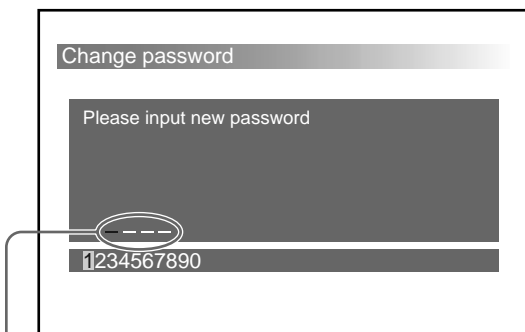 Change password
Please input new password
– – – –
1234567890